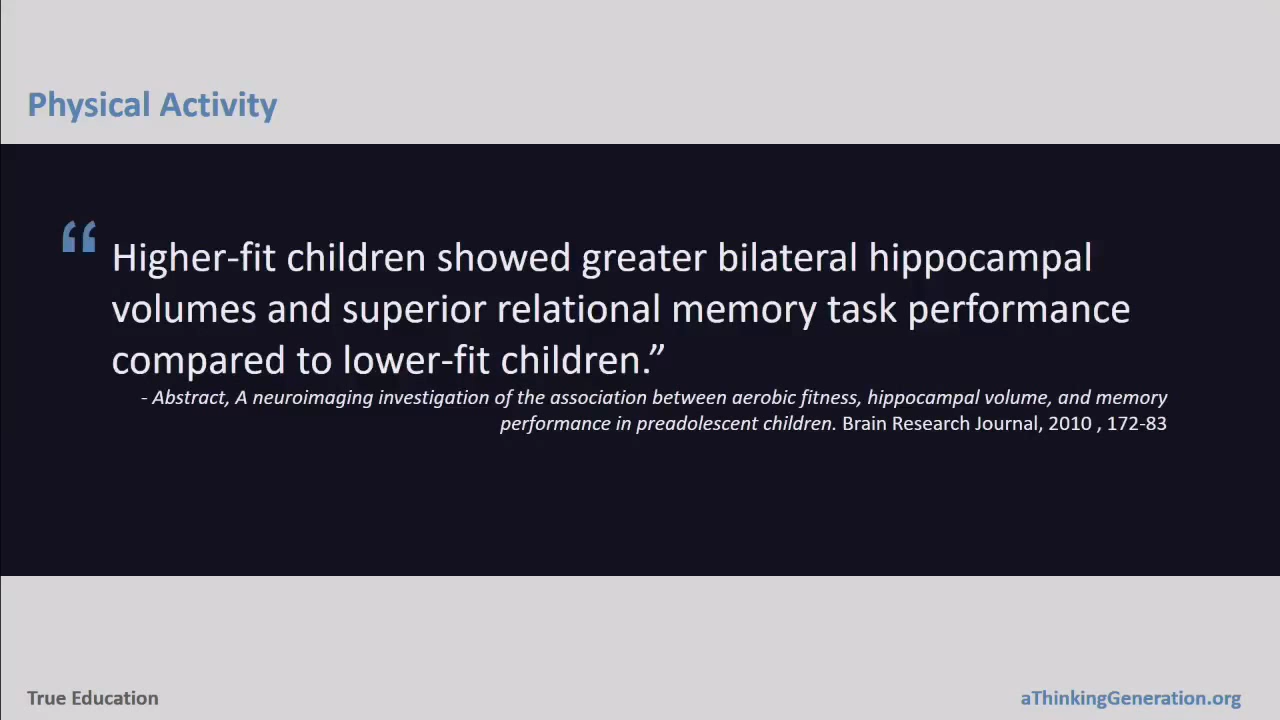 Physical Activity
“Higher-fit children showed greater bilateral hippocampal
volumes and superior relational memory task performance
compared to lower-fit children.”
- Abstract, A neuroimaging investigation of the association between aerobic fitness, hippocampal volume, and memory
performance in preadolescent children. Brain Research Journal, 2010 , 172-83
True Education
aThinkingGeneration.org